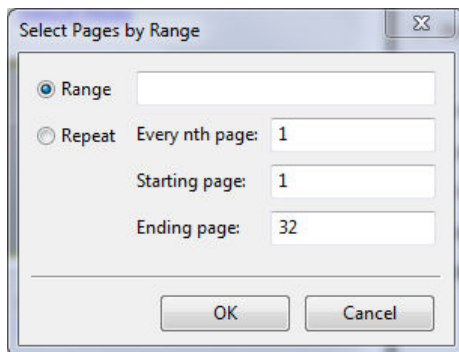 Select Pages by Range
Range
Repeat Every nth page: 1
Starting page: 1
Ending page: 32
OK Cancel